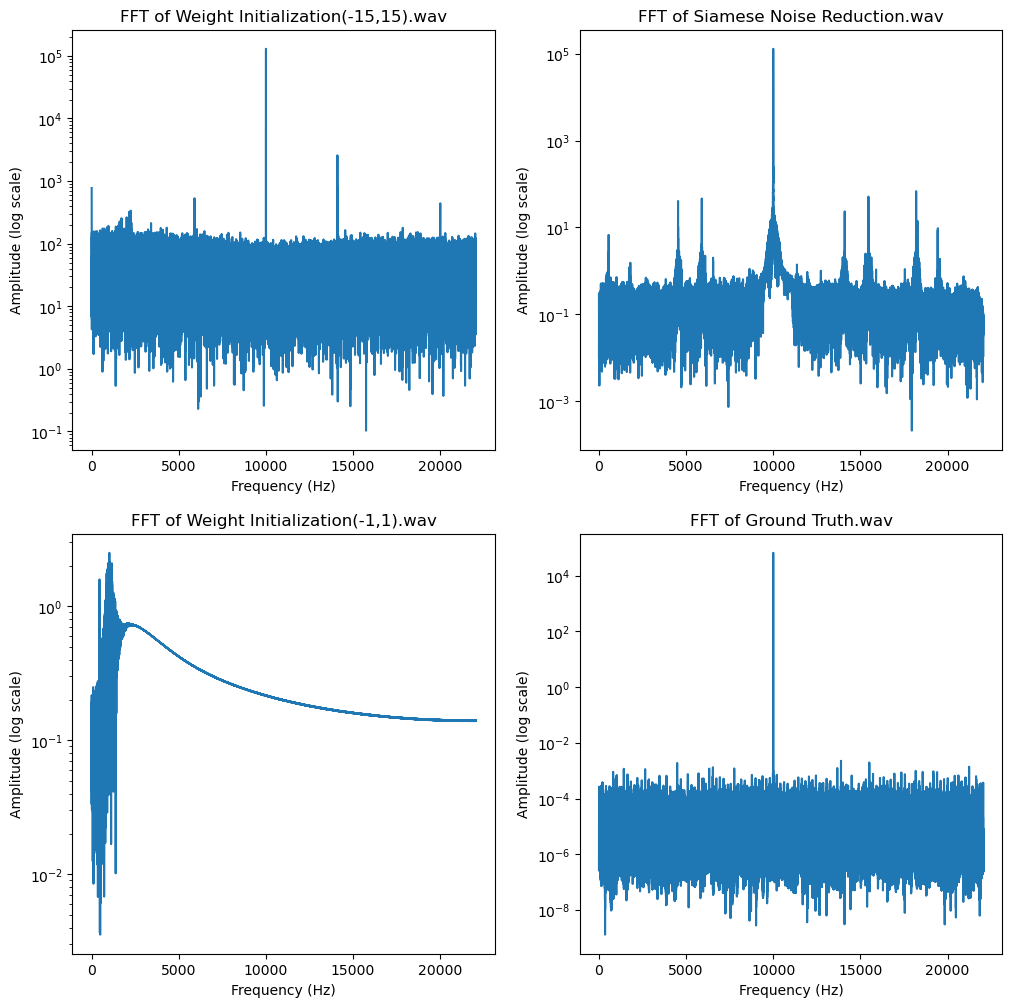 FFT of Weight Initialization(-15,15).wav
Amplitude (log scale)
10^5
10^4
10^3
10^2
10^1
10^0
10^-1
0 5000 10000 15000 20000
Frequency (Hz)
FFT of Siamese Noise Reduction.wav
Amplitude (log scale)
10^5
10^3
10^1
10^-1
10^-3
0 5000 10000 15000 20000
Frequency (Hz)
FFT of Weight Initialization(-1,1).wav
Amplitude (log scale)
10^0
10^-1
10^-2
0 5000 10000 15000 20000
Frequency (Hz)
FFT of Ground Truth.wav
Amplitude (log scale)
10^4
10^2
10^0
10^-2
10^-4
10^-6
10^-8
0 5000 10000 15000 20000
Frequency (Hz)